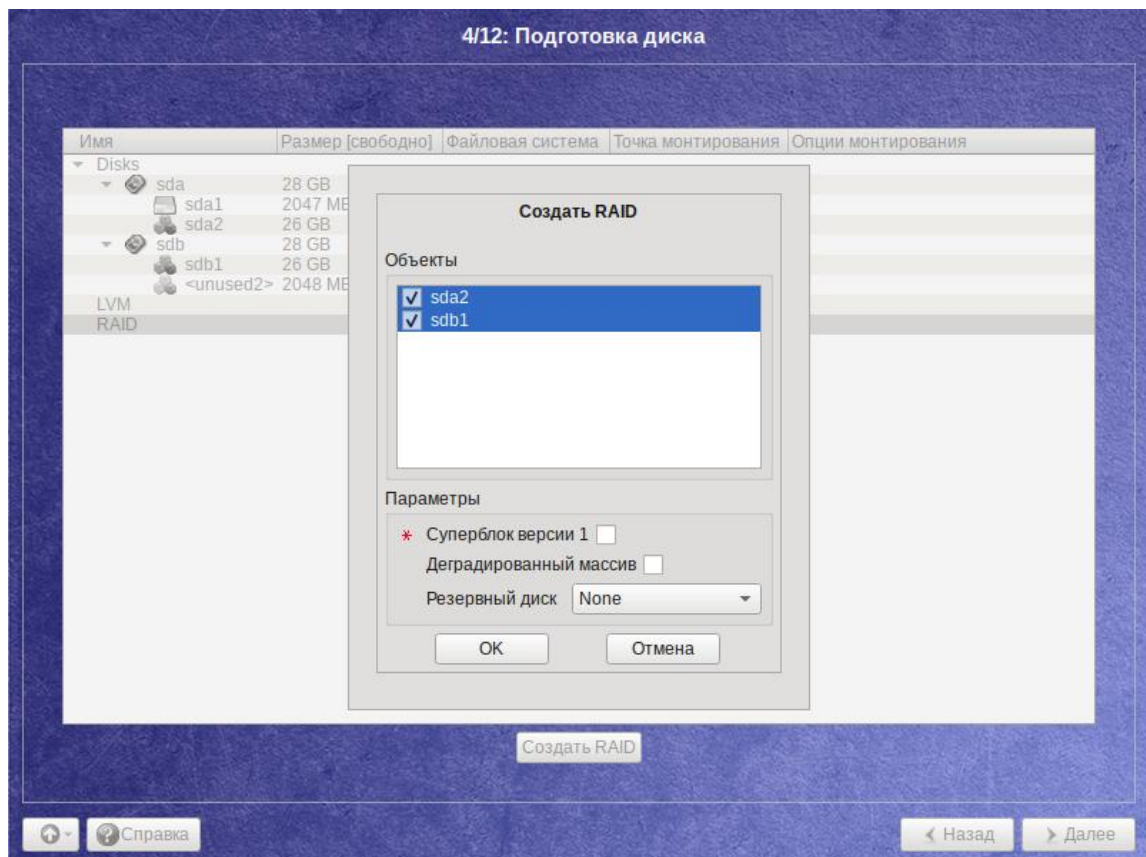 4/12: Подготовка диска
Имя Размер [свободно] Файловая система Точка монтирования Опции монтирования
Disks
sda 28 GB
sda1 2047 МБ
sda2 26 GB
sdb 28 GB
sdb1 26 GB
<unused2> 2048
LVM
RAID
Создать RAID
Объекты
sda2
sdb1
Параметры
* Суперблок версии 1
Деградированный массив
Резервный диск None
OK Отмена
Создать RAID
Справка Назад Далее